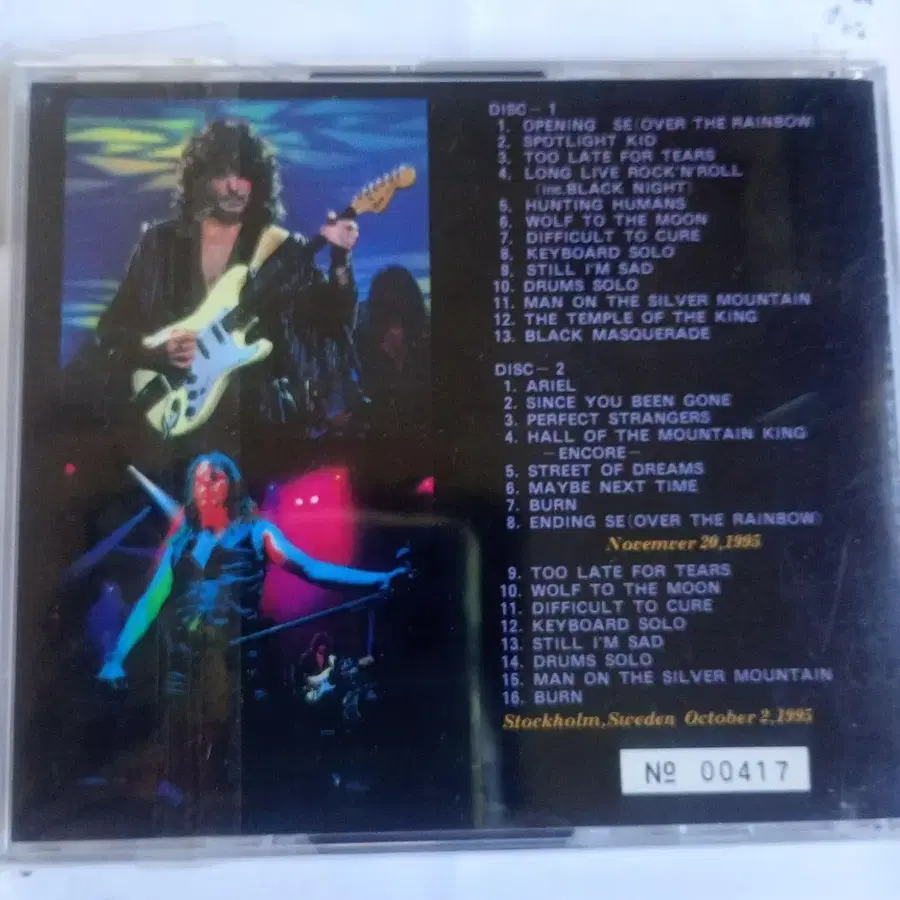 DISC - 1
1. OPENING SE(OVER THE RAINBOW)
2. SPOTLIGHT KID
3. TOO LATE FOR TEARS
4. LONG LIVE ROCK'N'ROLL
(inc.BLACK NIGHT)
5. HUNTING HUMANS
6. WOLF TO THE MOON
7. DIFFICULT TO CURE
8. KEYBOARD SOLO
9. STILL I'M SAD
10. DRUMS SOLO
11. MAN ON THE SILVER MOUNTAIN
12. THE TEMPLE OF THE KING
13. BLACK MASQUERADE
DISC - 2
1. ARIEL
2. SINCE YOU BEEN GONE
3. PERFECT STRANGERS
4. HALL OF THE MOUNTAIN KING
-ENCORE-
5. STREET OF DREAMS
6. MAYBE NEXT TIME
7. BURN
8. ENDING SE(OVER THE RAINBOW)
Novemver 20,1995
9. TOO LATE FOR TEARS
10. WOLF TO THE MOON
11. DIFFICULT TO CURE
12. KEYBOARD SOLO
13. STILL I'M SAD
14. DRUMS SOLO
15. MAN ON THE SILVER MOUNTAIN
16. BURN
Stockholm,Sweden October 2,1995
№ 00417